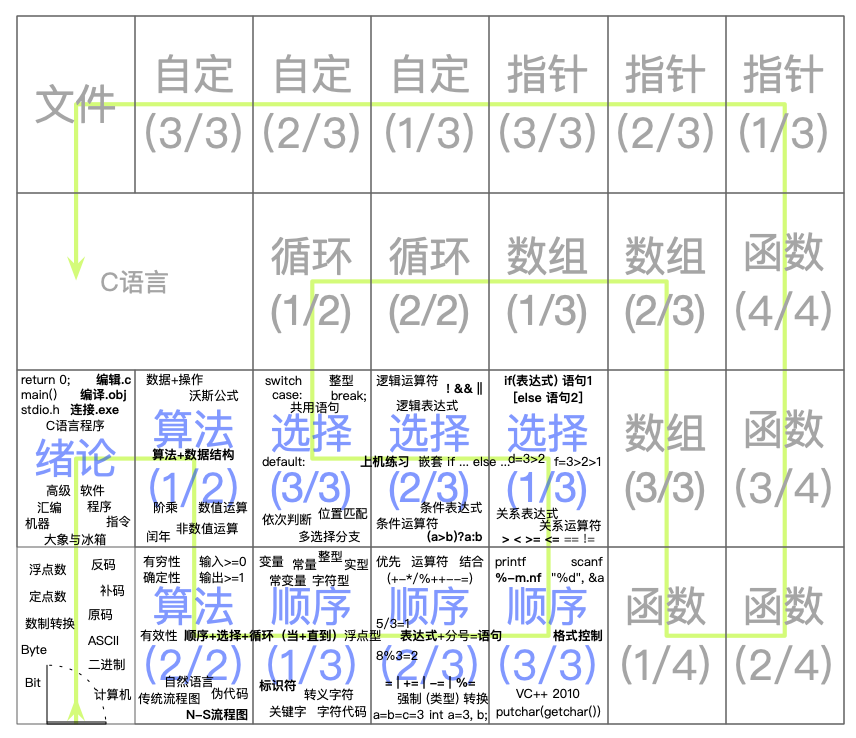 文件
自定
(3/3)
自定
(2/3)
自定
(1/3)
指针
(3/3)
指针
(2/3)
指针
(1/3)
C语言
循环
(1/2)
循环
(2/2)
数组
(1/3)
数组
(2/3)
函数
(4/4)
return 0; 编辑.c
main() 编译.obj
stdio.h 连接.exe
C语言程序
绪论
高级 软件
汇编 程序
机器 指令
大象与冰箱
数据+操作
沃斯公式
算法
算法+数据结构
(1/2)
阶乘 数值运算
闰年 非数值运算
switch 整型
case: break;
共用语句
选择
default:
(3/3)
依次判断 位置匹配
多选择分支
逻辑运算符 ! && ||
逻辑表达式
选择
上机练习 嵌套 if ... else ...
(2/3)
条件表达式
条件运算符
(a>b)?a:b
if(表达式) 语句1
[else 语句2]
选择
d=3>2 f=3>2>1
(1/3)
关系表达式
关系运算符
> < >= <= == !=
数组
(3/3)
函数
(3/4)
浮点数 反码
定点数 补码
数制转换 原码
ASCII
Byte 二进制
Bit 计算机
有穷性 输入>=0
确定性 输出>=1
算法
有效性 顺序+选择+循环（当+直到）
(2/2)
自然语言
传统流程图 伪代码
N-S流程图
变量 常量 整型 实型
常变量 字符型
顺序
浮点型
(1/3)
标识符 转义字符
关键字 字符代码
优先 运算符 结合
(+-*/%++--=)
顺序
5/3=1
表达式+分号=语句
8%3=2
(2/3)
= | += | -= | %=
强制 (类型) 转换
a=b=c=3 int a=3, b;
printf scanf
%-m.nf "%d", &a
顺序
格式控制
(3/3)
VC++ 2010
putchar(getchar())
函数
(1/4)
函数
(2/4)